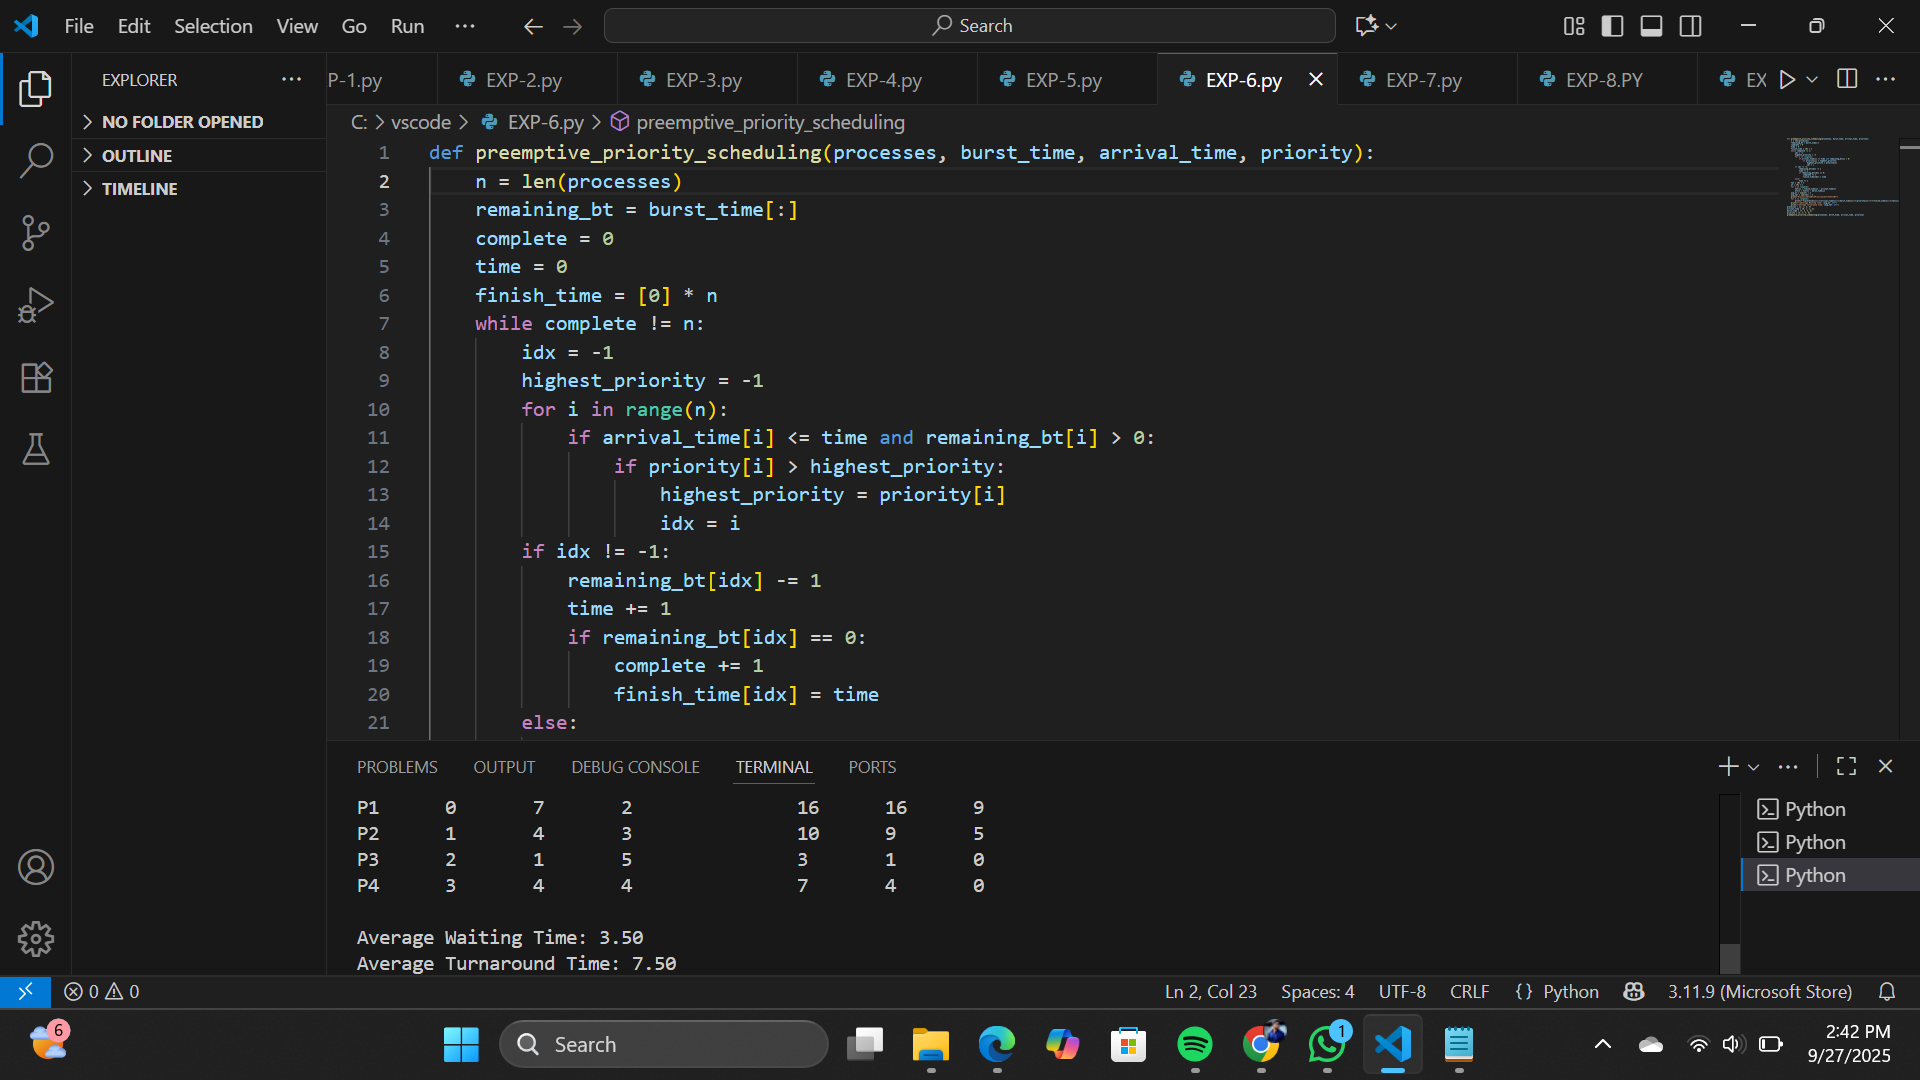 File Edit Selection View Go Run ··· Search
EXPLORER ···
NO FOLDER OPENED
OUTLINE
TIMELINE
P-1.py EXP-2.py EXP-3.py EXP-4.py EXP-5.py EXP-6.py EXP-7.py EXP-8.PY EX
C: > vscode > EXP-6.py > preemptive_priority_scheduling
1 def preemptive_priority_scheduling(processes, burst_time, arrival_time, priority):
2     n = len(processes)
3     remaining_bt = burst_time[:]
4     complete = 0
5     time = 0
6     finish_time = [0] * n
7     while complete != n:
8         idx = -1
9         highest_priority = -1
10         for i in range(n):
11             if arrival_time[i] <= time and remaining_bt[i] > 0:
12                 if priority[i] > highest_priority:
13                     highest_priority = priority[i]
14                     idx = i
15         if idx != -1:
16             remaining_bt[idx] -= 1
17             time += 1
18             if remaining_bt[idx] == 0:
19                 complete += 1
20                 finish_time[idx] = time
21         else:
PROBLEMS OUTPUT DEBUG CONSOLE TERMINAL PORTS
P1 0 7 2 16 16 9
P2 1 4 3 10 9 5
P3 2 1 5 3 1 0
P4 3 4 4 7 4 0
Average Waiting Time: 3.50
Average Turnaround Time: 7.50
Python
Python
Python
0 0 Ln 2, Col 23 Spaces: 4 UTF-8 CRLF {} Python 3.11.9 (Microsoft Store)
6 Search 1
2:42 PM
9/27/2025